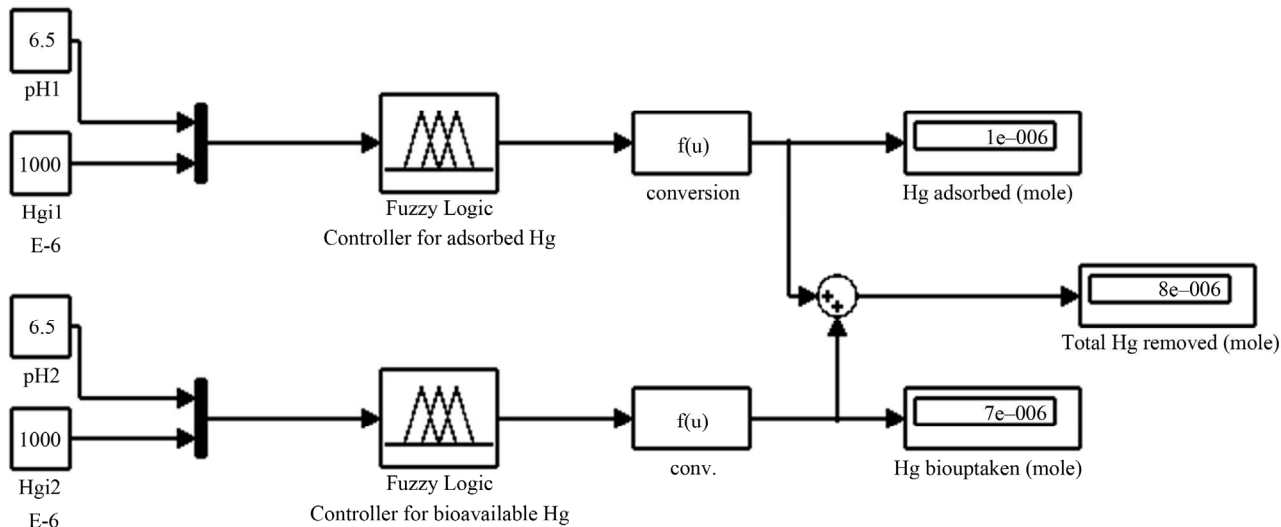 6.5
pH1
1000
Hgi1
E-6
Fuzzy Logic
Controller for adsorbed Hg
f(u)
conversion
1e–006
Hg adsorbed (mole)
8e–006
Total Hg removed (mole)
6.5
pH2
1000
Hgi2
E-6
Fuzzy Logic
Controller for bioavailable Hg
f(u)
conv.
7e–006
Hg biouptaken (mole)